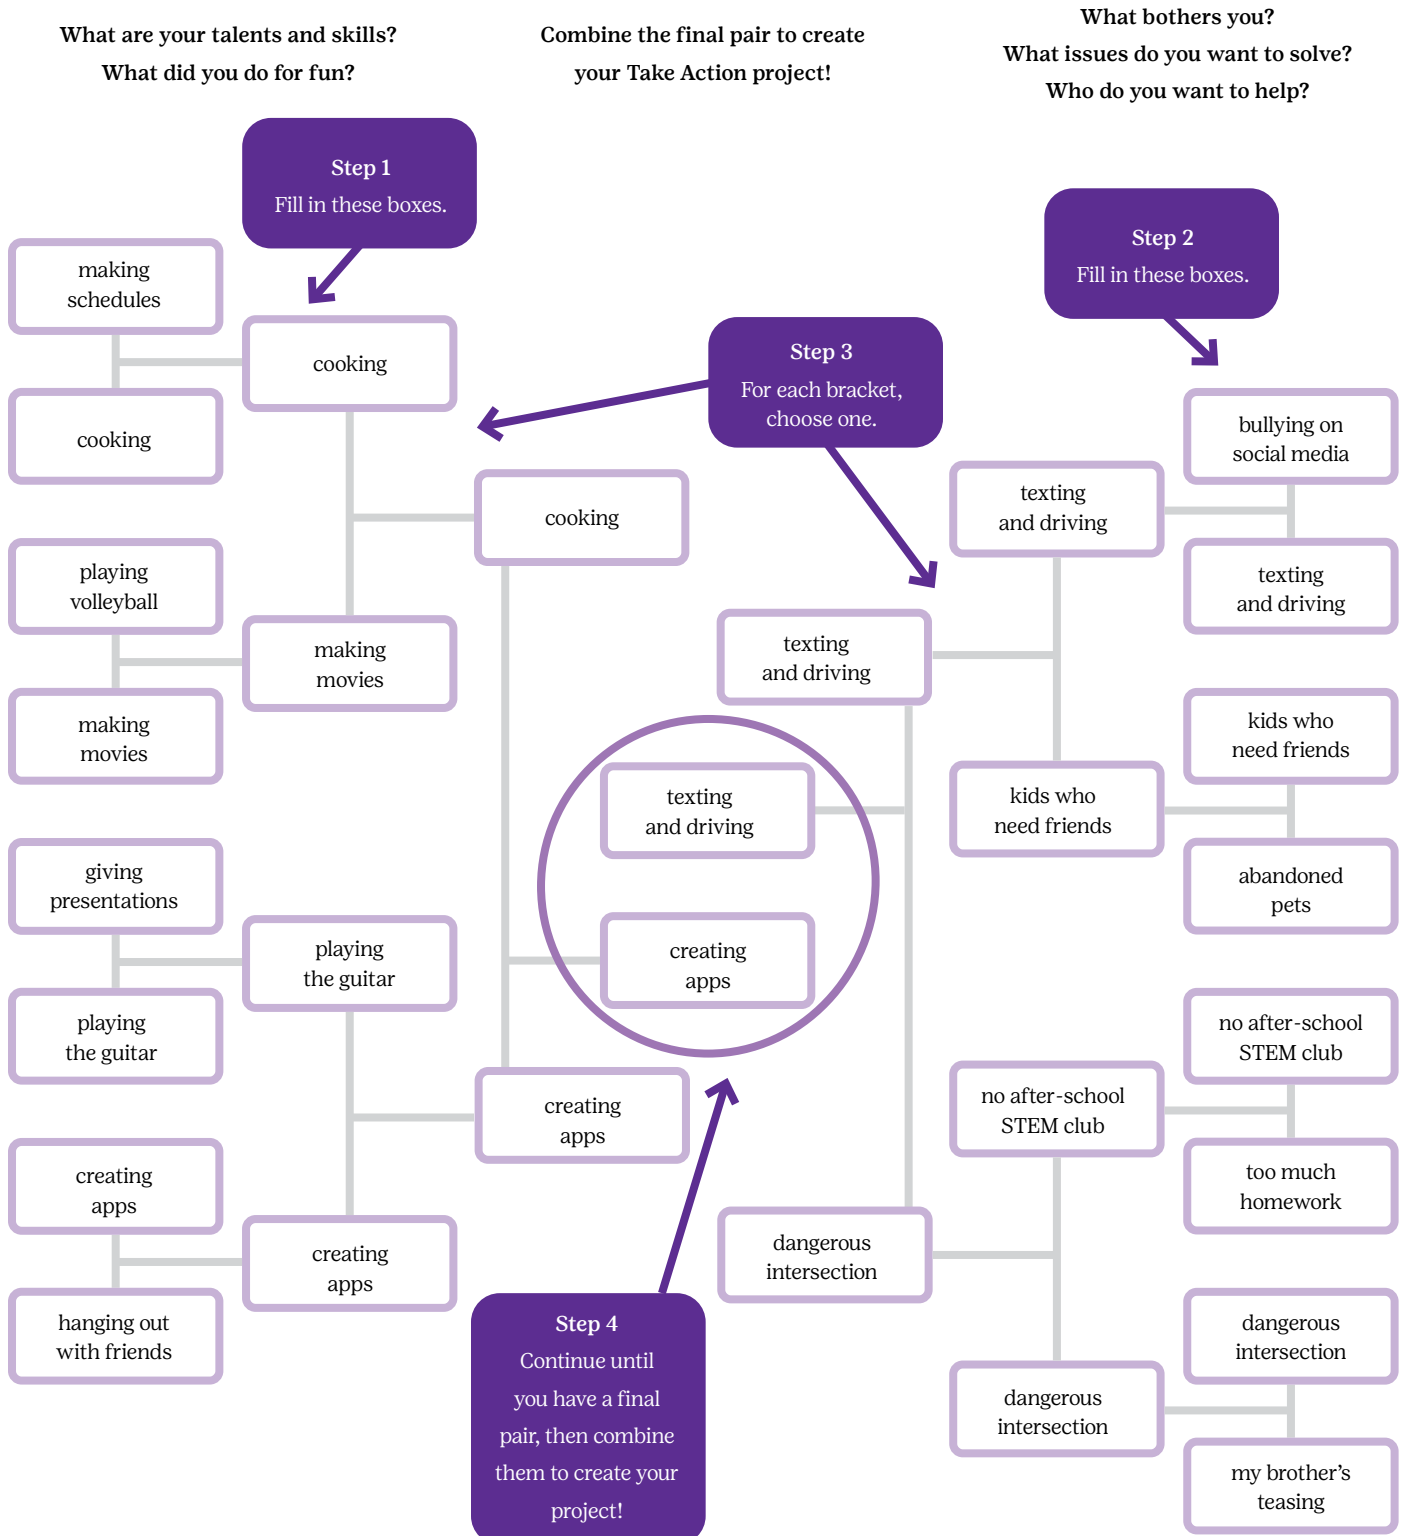 What are your talents and skills?
What did you do for fun?
Combine the final pair to create
your Take Action project!
What bothers you?
What issues do you want to solve?
Who do you want to help?
Step 1
Fill in these boxes.
making
schedules
cooking
cooking
playing
volleyball
making
movies
making
movies
giving
presentations
playing
the guitar
playing
the guitar
creating
apps
hanging out
with friends
creating
apps
cooking
creating
apps
Step 3
For each bracket,
choose one.
texting
and driving
creating
apps
Step 4
Continue until
you have a final
pair, then combine
them to create your
project!
texting
and driving
dangerous
intersection
Step 2
Fill in these boxes.
texting
and driving
bullying on
social media
texting
and driving
kids who
need friends
kids who
need friends
abandoned
pets
no after-school
STEM club
no after-school
STEM club
too much
homework
dangerous
intersection
dangerous
intersection
my brother’s
teasing